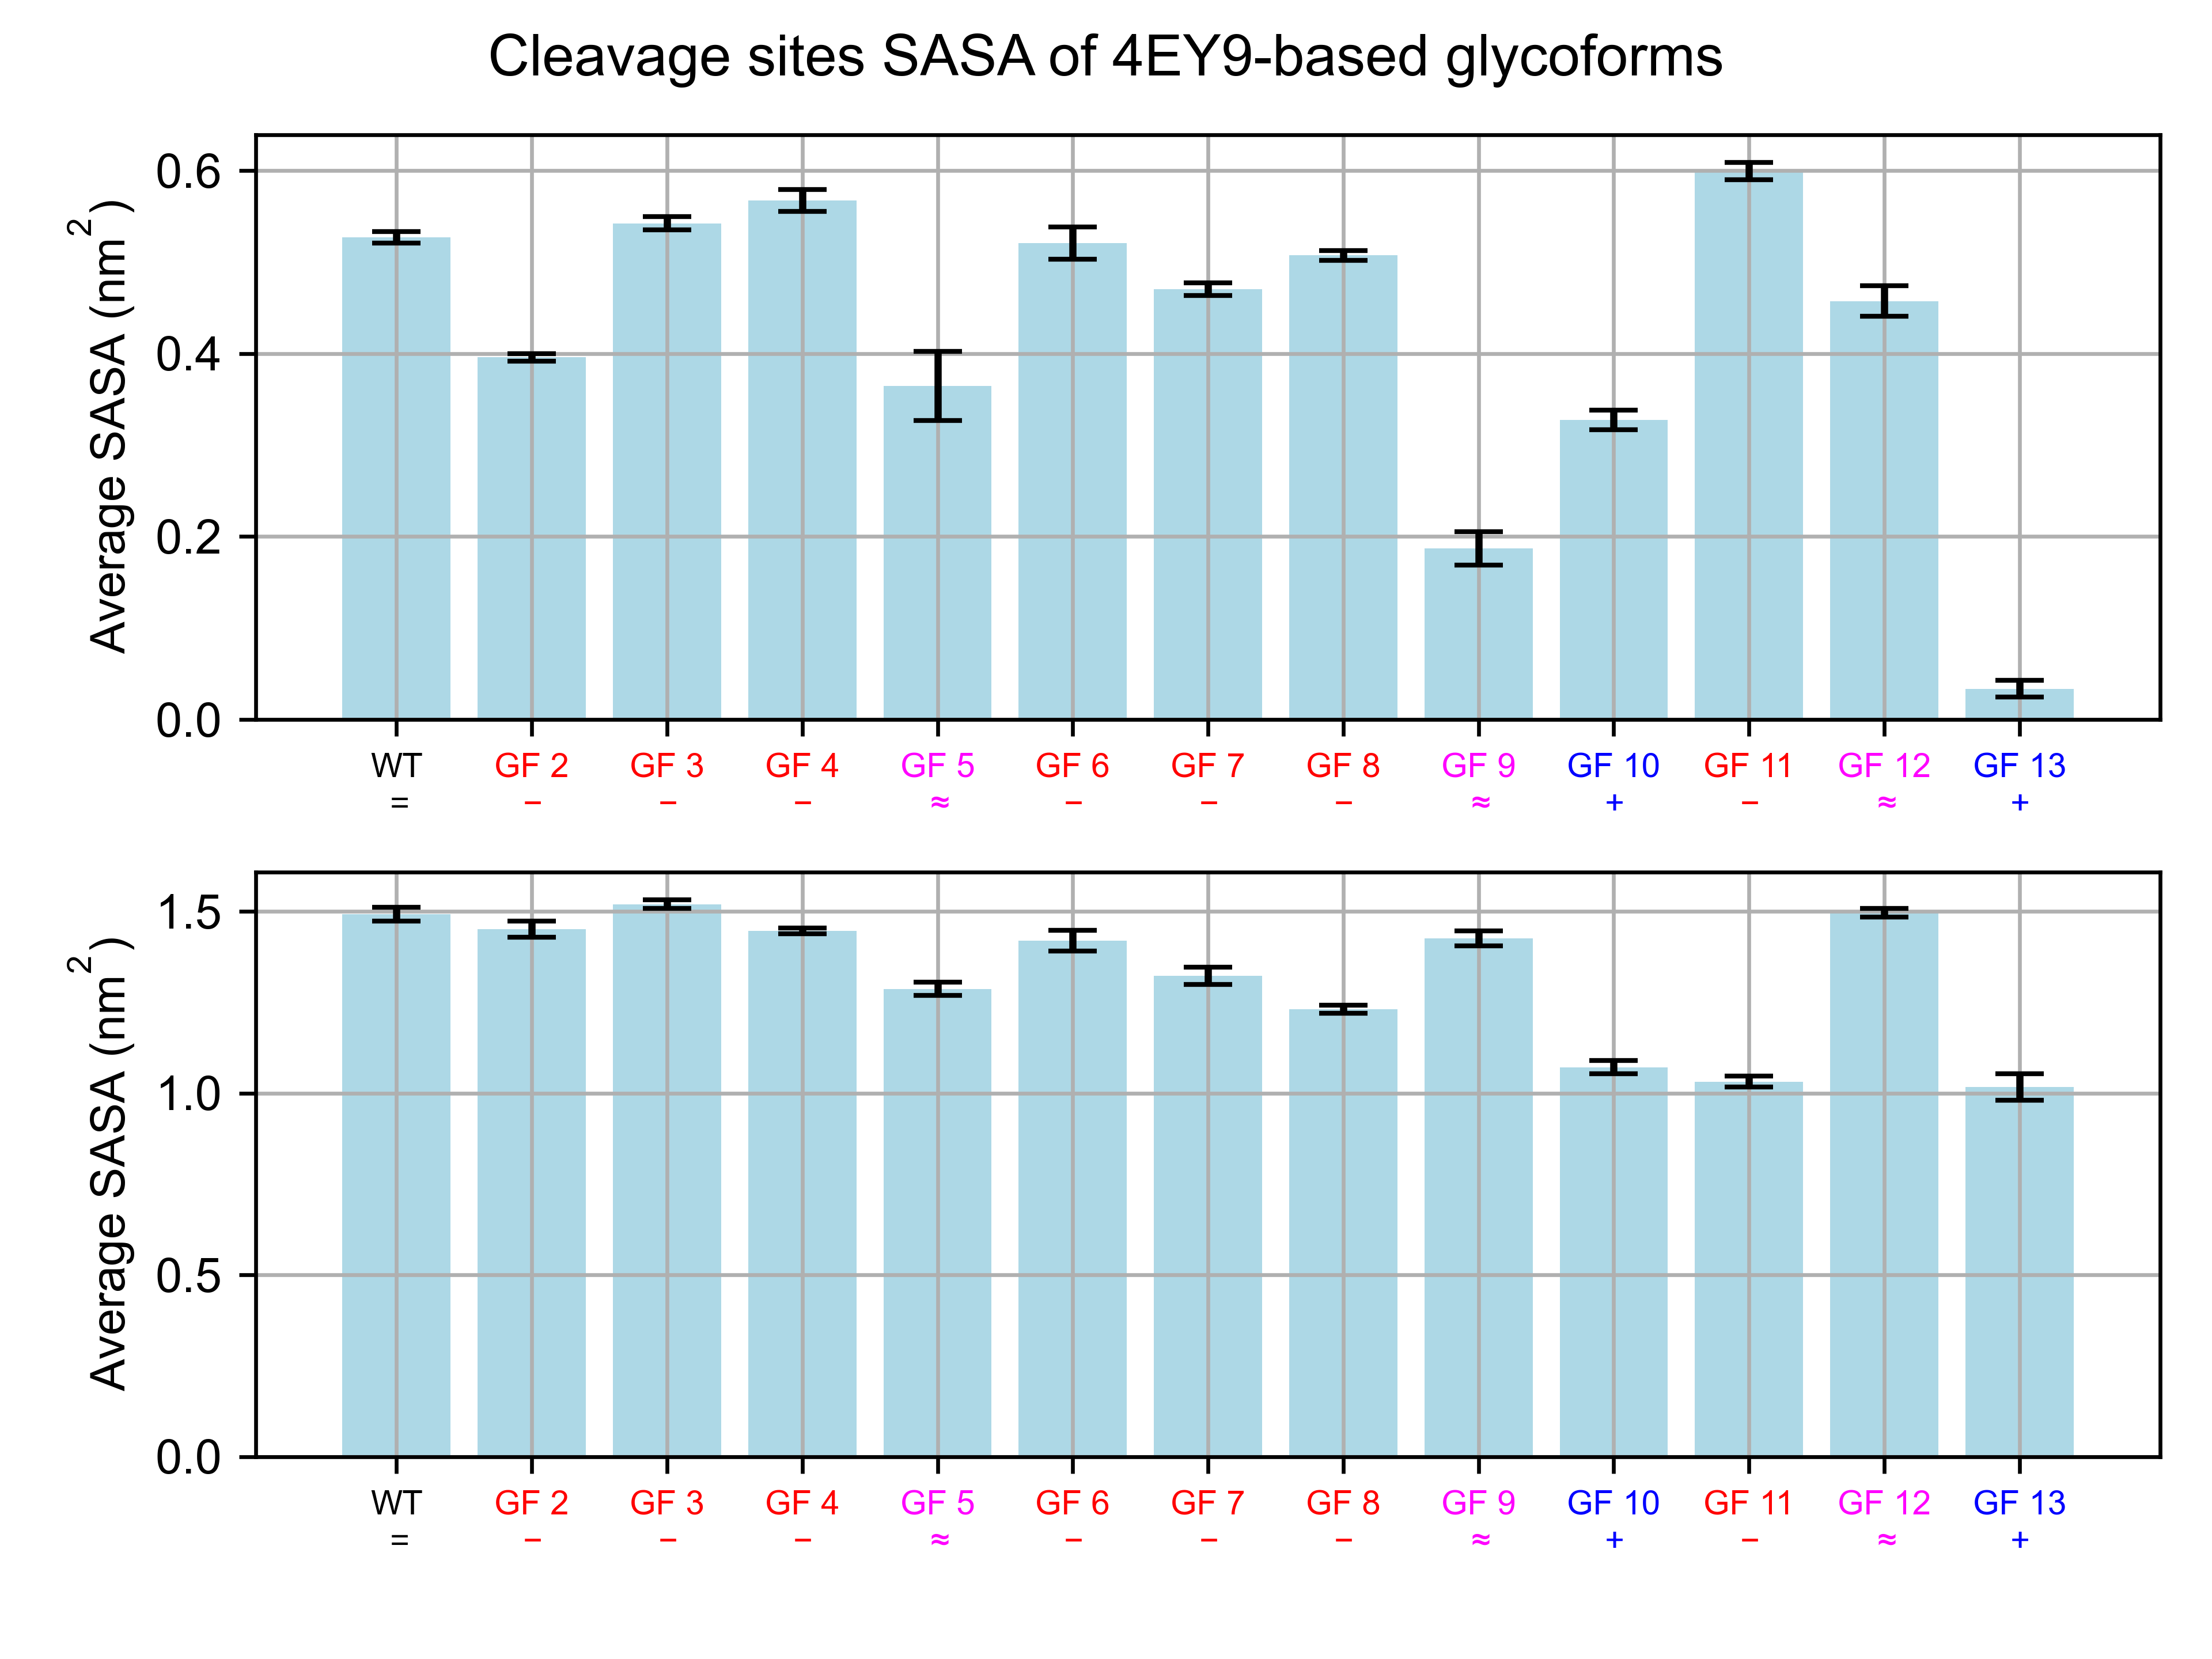 Cleavage sites SASA of 4EY9-based glycoforms
Average SASA (nm²)
0.6
0.4
0.2
0.0
WT GF 2 GF 3 GF 4 GF 5 GF 6 GF 7 GF 8 GF 9 GF 10 GF 11 GF 12 GF 13
= − − − ≈ − − − ≈ + − ≈ +
Average SASA (nm²)
1.5
1.0
0.5
0.0
WT GF 2 GF 3 GF 4 GF 5 GF 6 GF 7 GF 8 GF 9 GF 10 GF 11 GF 12 GF 13
= − − − ≈ − − − ≈ + − ≈ +